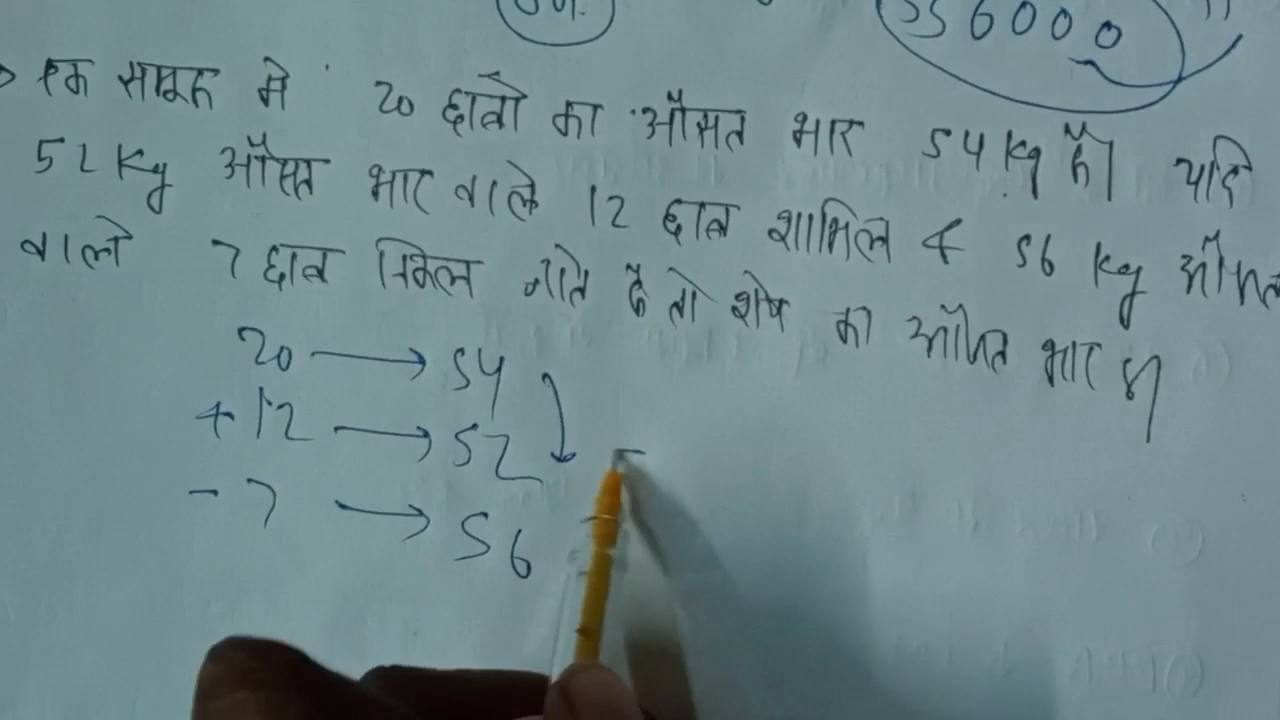 556000
एक समूह मे 20 छात्रो का औसत भार 54 kg है। यदि
52 kg औसत भार वाले 12 छात्र शामिल व 56 kg औसत
वाले 7 छात्र निकल जाते है तो शेष का औसत भार
20 → 54
+ 12 → 52
- 7 → 56